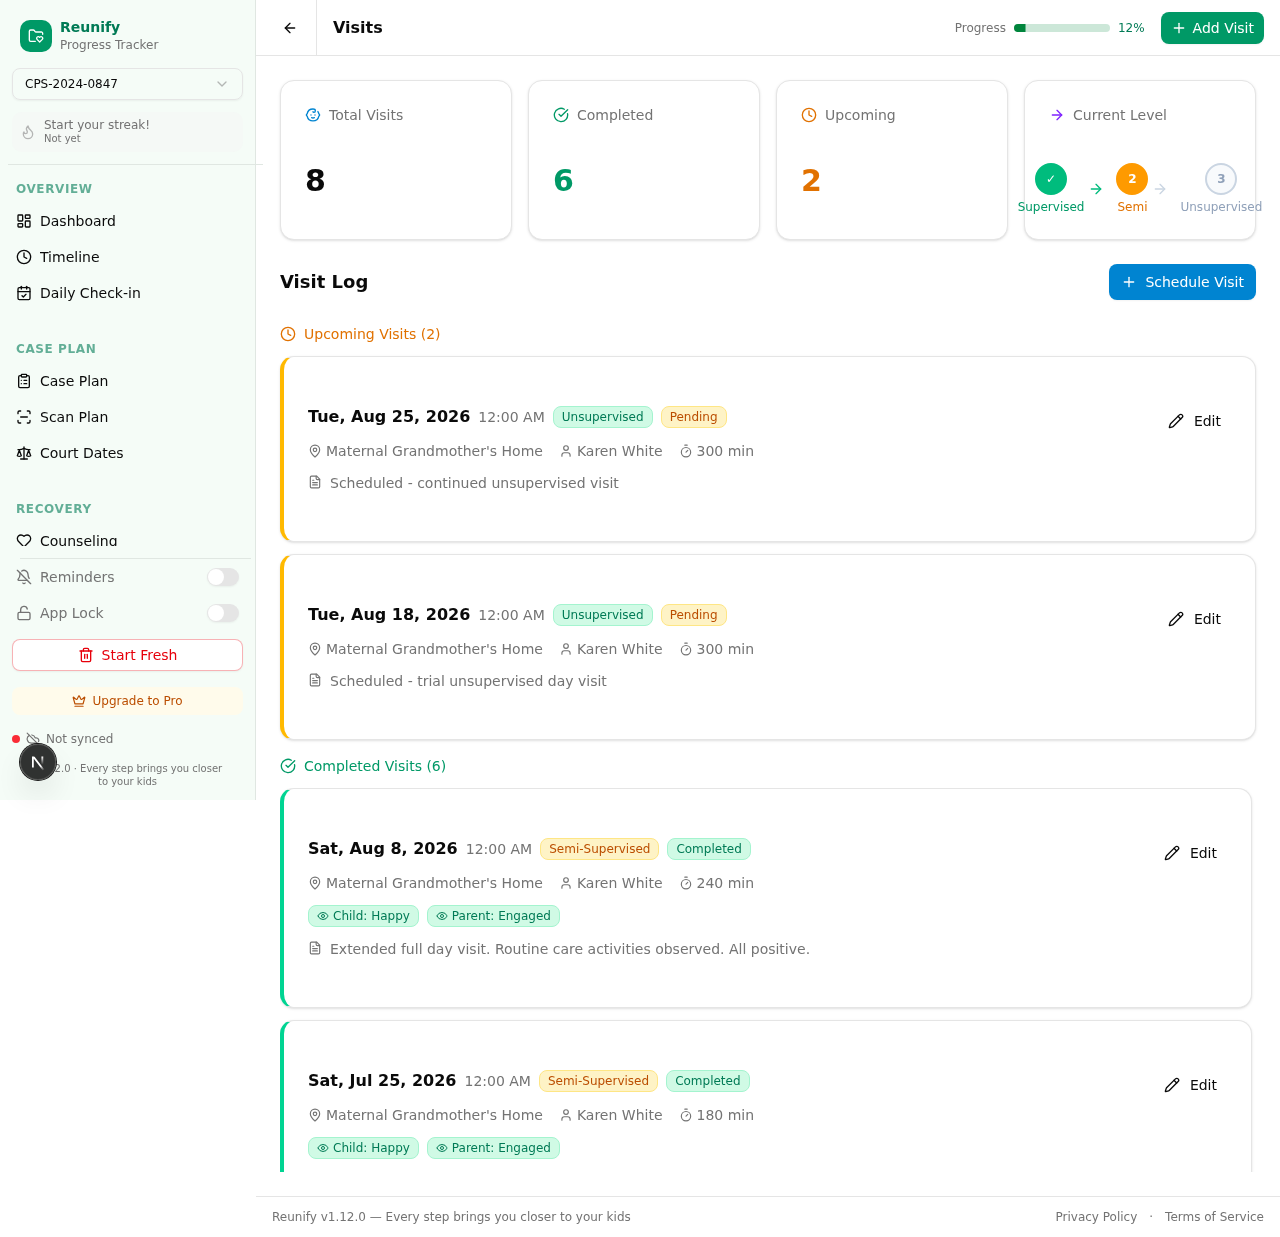 Reunify
Progress Tracker
CPS-2024-0847
Start your streak!
Not yet
OVERVIEW
Dashboard
Timeline
Daily Check-in
CASE PLAN
Case Plan
Scan Plan
Court Dates
RECOVERY
Counseling
Reminders
App Lock
Start Fresh
Upgrade to Pro
Not synced
N
2.0 · Every step brings you closer
to your kids
Visits
Progress 12%
Add Visit
Total Visits
8
Completed
6
Upcoming
2
Current Level
✓ 2 3
Supervised Semi Unsupervised
Visit Log
Schedule Visit
Upcoming Visits (2)
Tue, Aug 25, 2026 12:00 AM Unsupervised Pending
Edit
Maternal Grandmother's Home Karen White 300 min
Scheduled - continued unsupervised visit
Tue, Aug 18, 2026 12:00 AM Unsupervised Pending
Edit
Maternal Grandmother's Home Karen White 300 min
Scheduled - trial unsupervised day visit
Completed Visits (6)
Sat, Aug 8, 2026 12:00 AM Semi-Supervised Completed
Edit
Maternal Grandmother's Home Karen White 240 min
Child: Happy Parent: Engaged
Extended full day visit. Routine care activities observed. All positive.
Sat, Jul 25, 2026 12:00 AM Semi-Supervised Completed
Edit
Maternal Grandmother's Home Karen White 180 min
Child: Happy Parent: Engaged
Reunify v1.12.0 — Every step brings you closer to your kids
Privacy Policy · Terms of Service